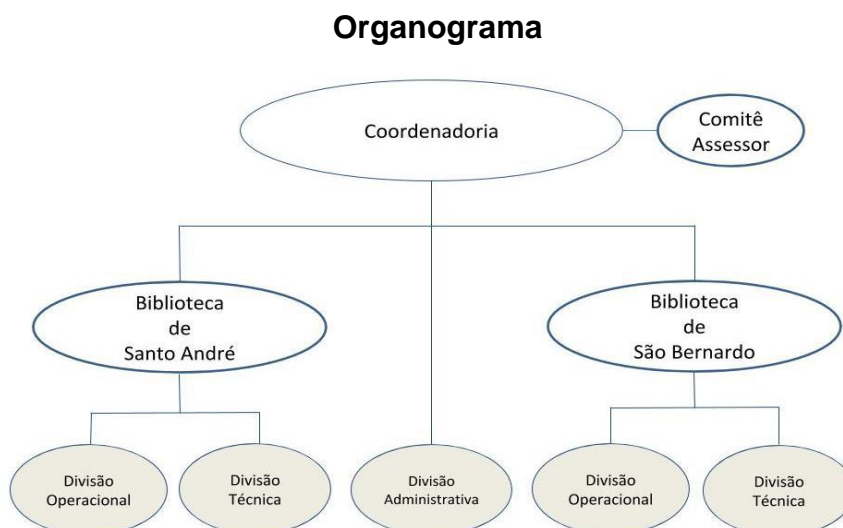 Organograma
Coordenadoria
Comitê
Assessor
Biblioteca
de
Santo André
Biblioteca
de
São Bernardo
Divisão
Operacional
Divisão
Técnica
Divisão
Administrativa
Divisão
Operacional
Divisão
Técnica